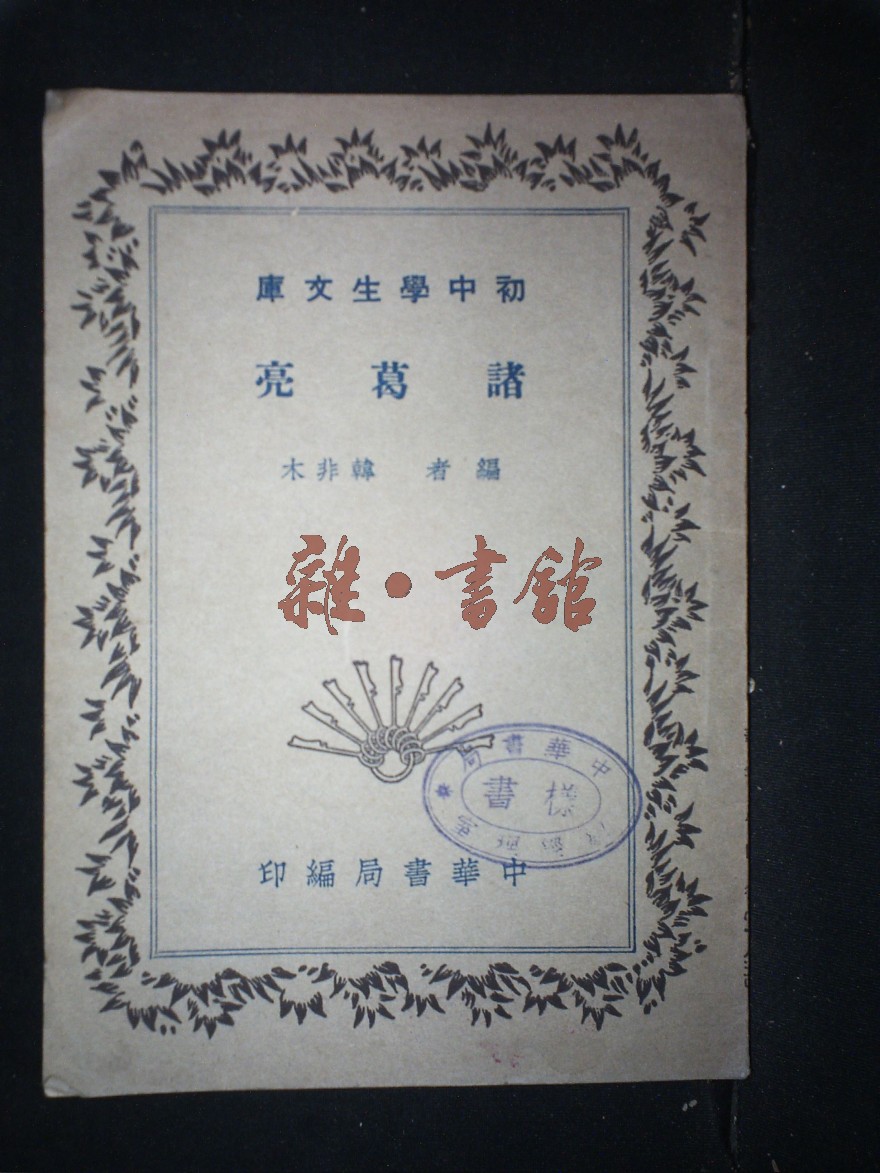 初中學生文庫
諸葛亮
編者 韓非木
雜·書館
中華書局
樣書
中華書局編印